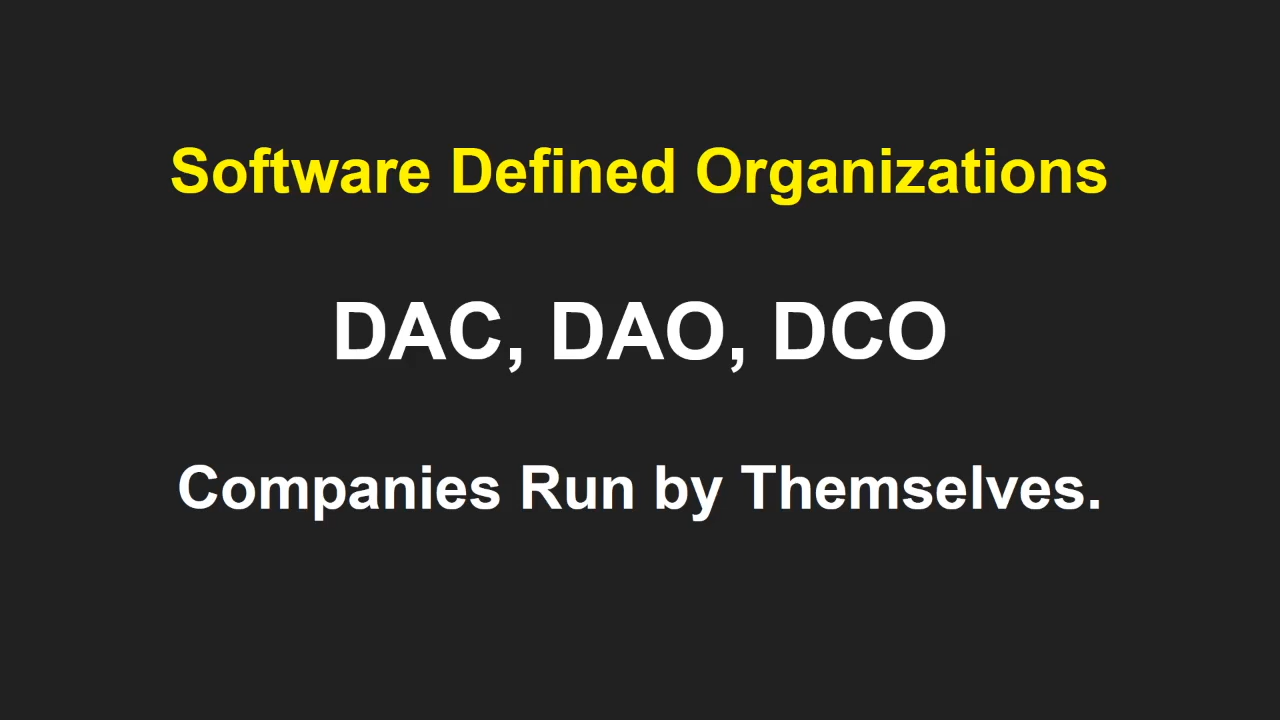 Software Defined Organizations
DAC, DAO, DCO
Companies Run by Themselves.